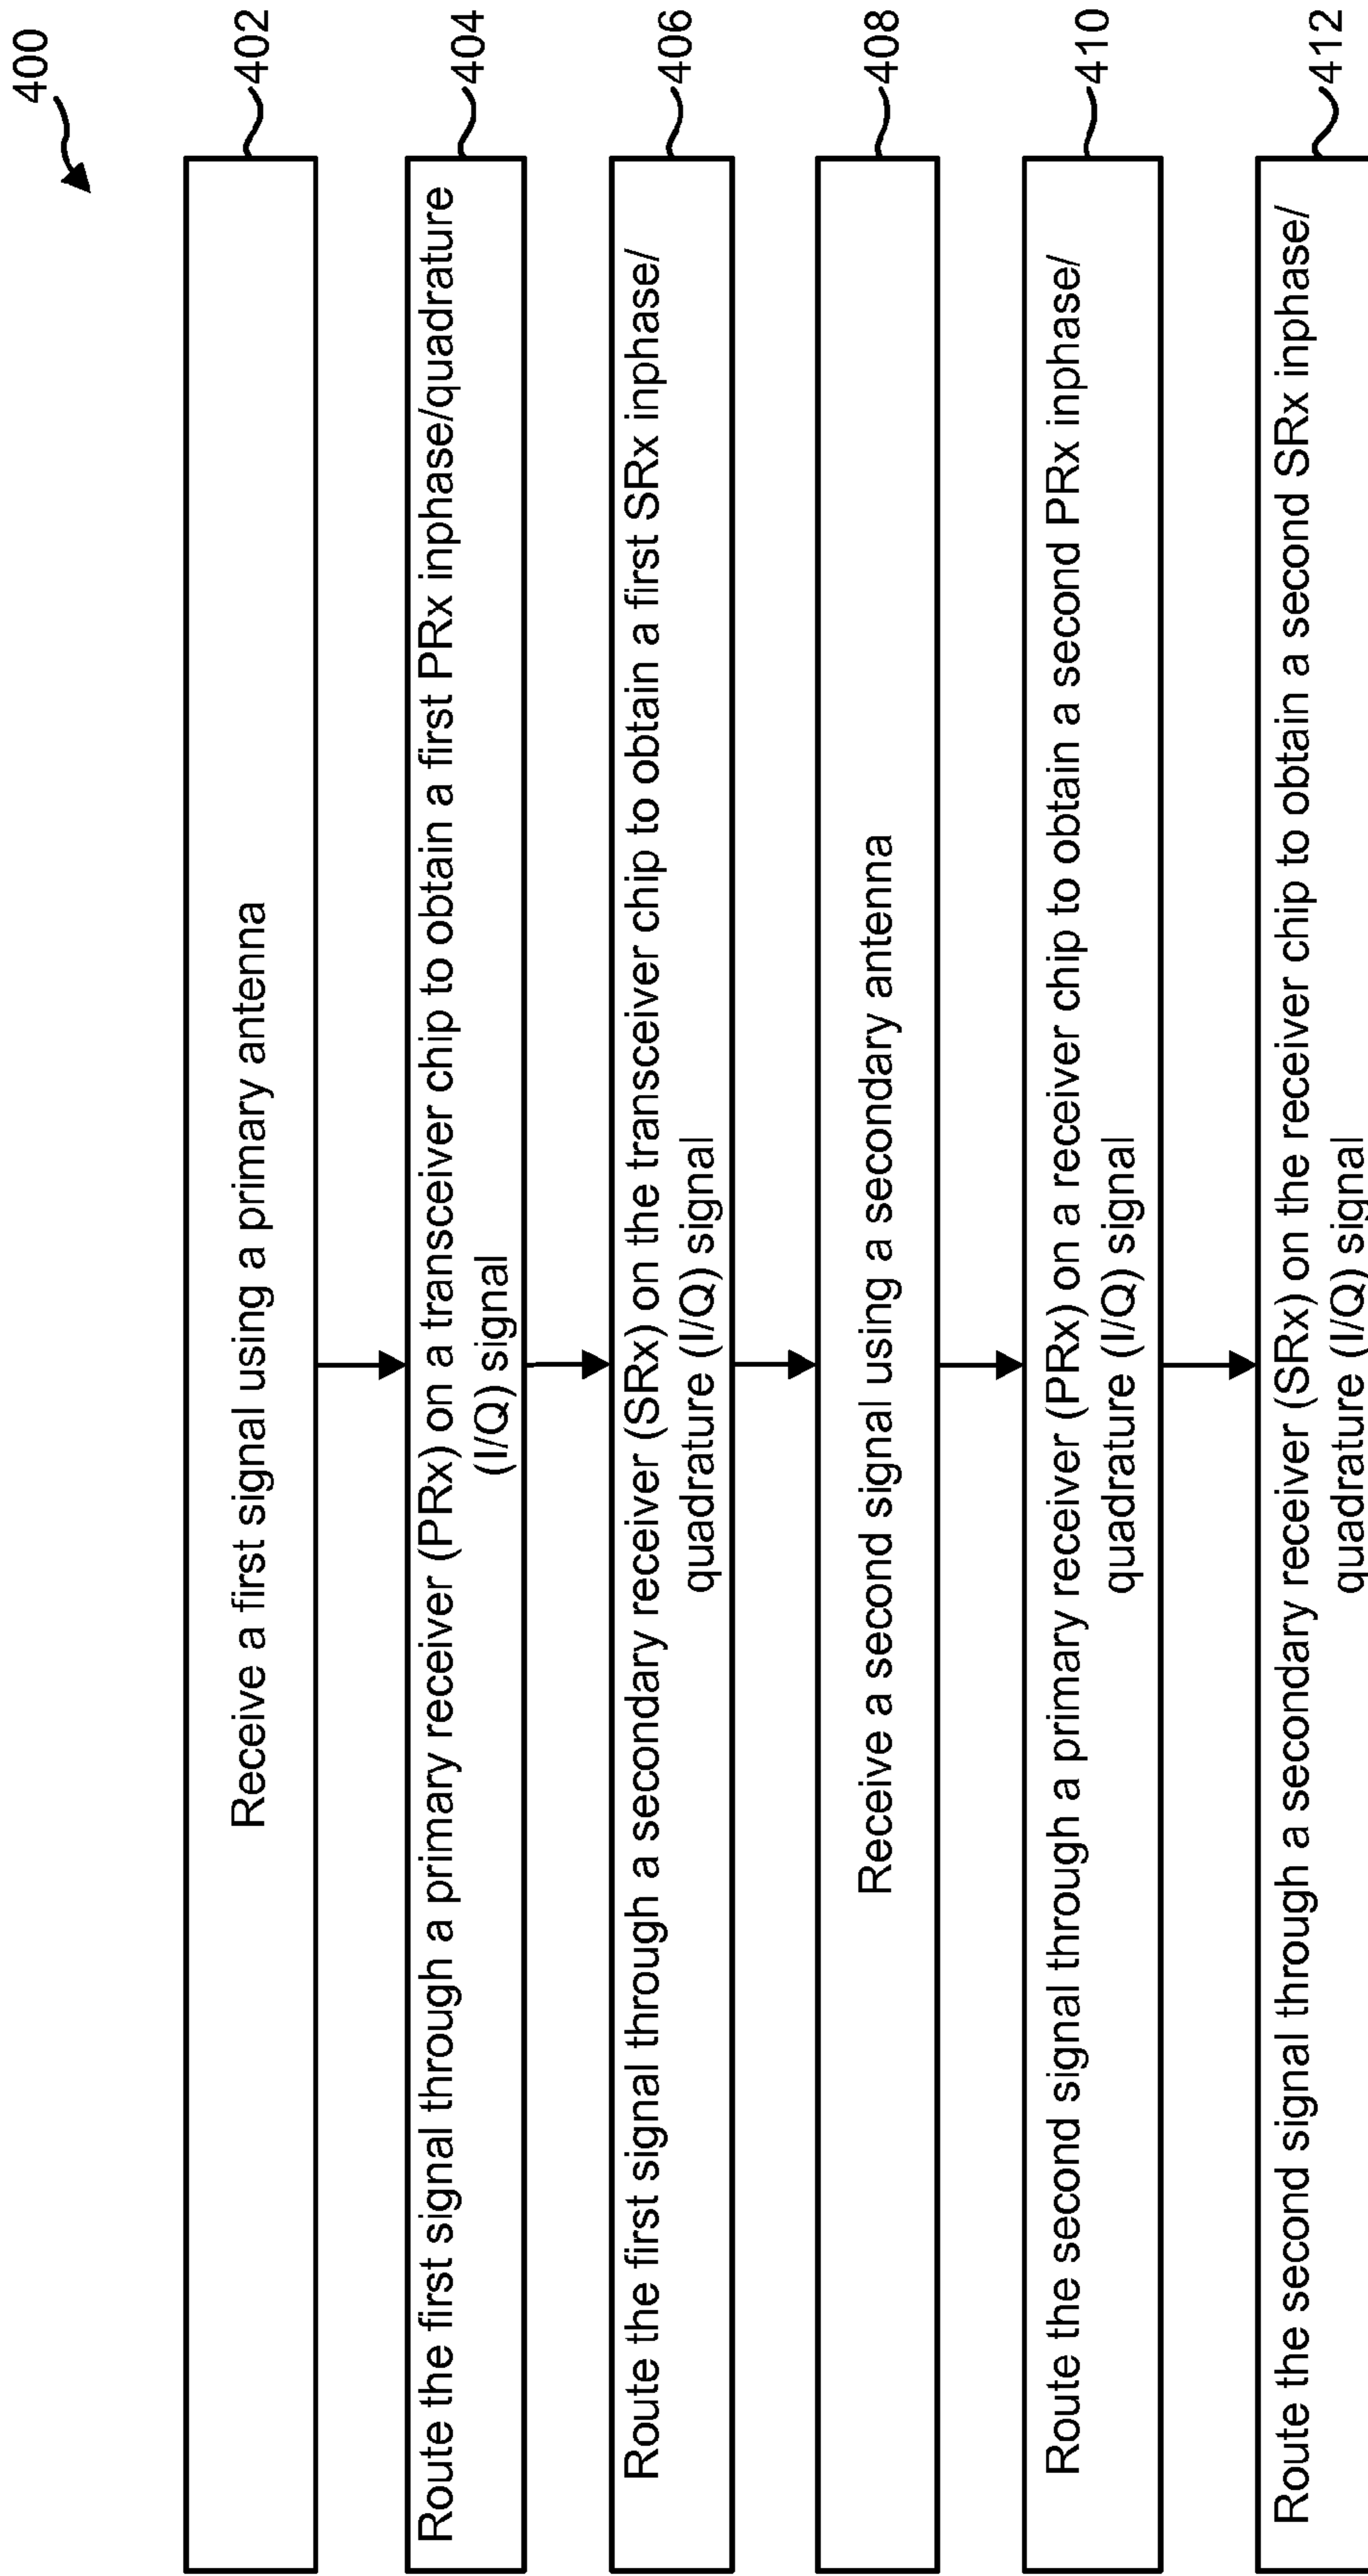 400
Receive a first signal using a primary antenna
402
Route the first signal through a primary receiver (PRx) on a transceiver chip to obtain a first PRx inphase/quadrature
(I/Q) signal
404
Route the first signal through a secondary receiver (SRx) on the transceiver chip to obtain a first SRx inphase/
quadrature (I/Q) signal
406
Receive a second signal using a secondary antenna
408
Route the second signal through a primary receiver (PRx) on a receiver chip to obtain a second PRx inphase/
quadrature (I/Q) signal
410
Route the second signal through a secondary receiver (SRx) on the receiver chip to obtain a second SRx inphase/
quadrature (I/Q) signal
412